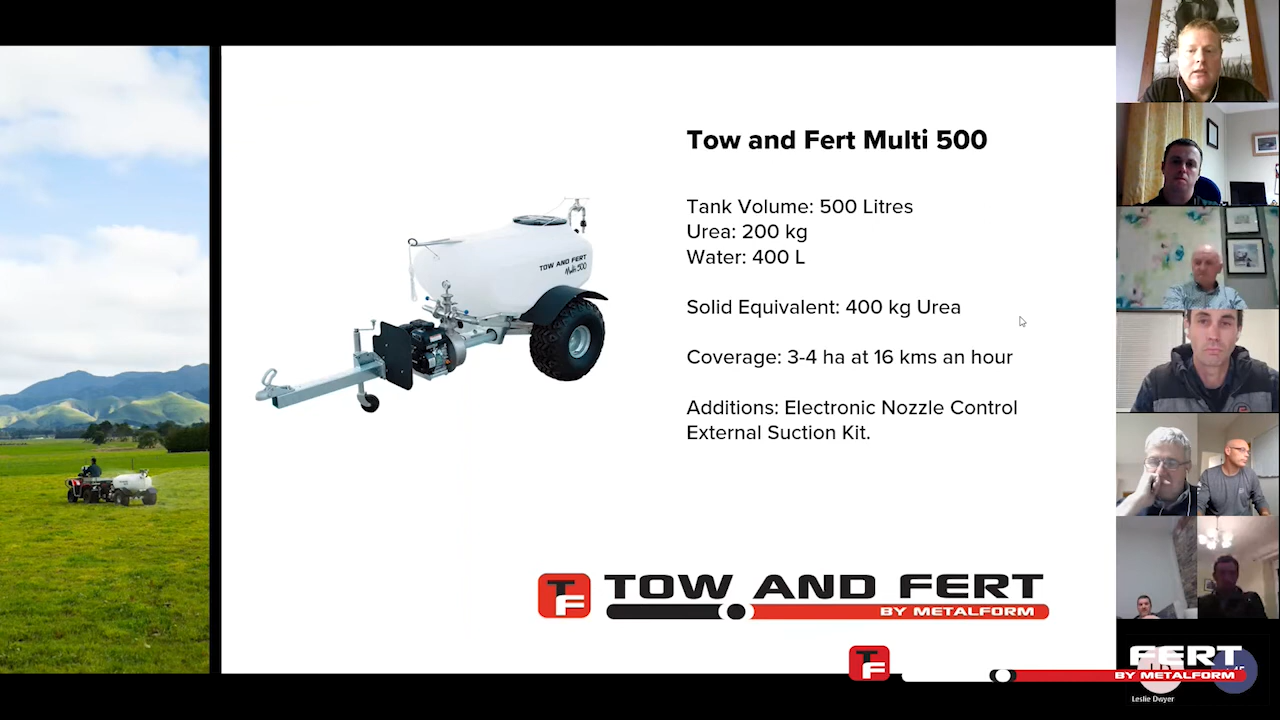 Tow and Fert Multi 500
Tank Volume: 500 Litres
Urea: 200 kg
Water: 400 L
Solid Equivalent: 400 kg Urea
Coverage: 3-4 ha at 16 kms an hour
Additions: Electronic Nozzle Control
External Suction Kit.
TOW AND FERT
Multi 500
TF
TOW AND FERT
BY METALFORM
TF
FERT
BY METALFORM
Leslie Dwyer